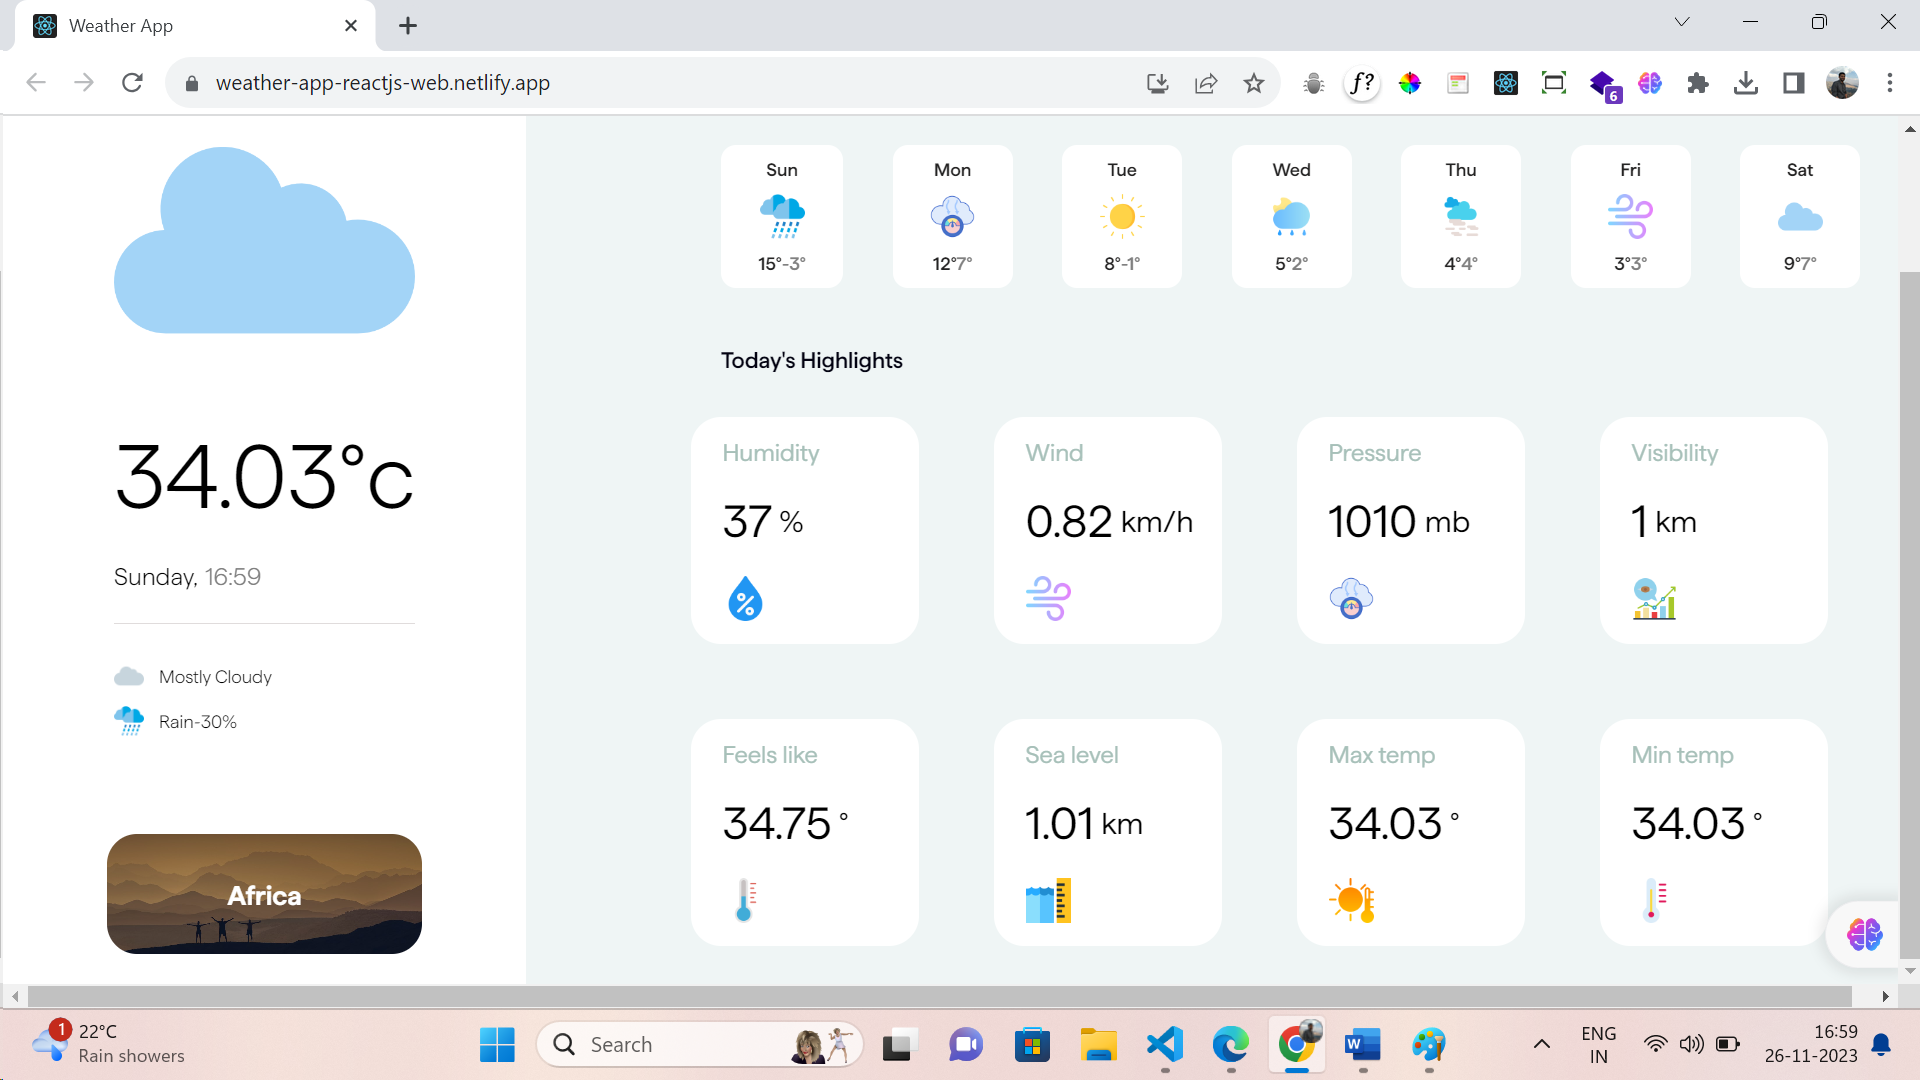 Weather App
weather-app-reactjs-web.netlify.app
f?
6
Sun Mon Tue Wed Thu Fri Sat
15°-3° 12°7° 8°-1° 5°2° 4°4° 3°3° 9°7°
34.03°c
Sunday, 16:59
Mostly Cloudy
Rain-30%
Africa
Today's Highlights
Humidity
37 %
%
Wind
0.82 km/h
Pressure
1010 mb
Visibility
1 km
Feels like
34.75 °
Sea level
1.01 km
Max temp
34.03 °
Min temp
34.03 °
1
22°C
Rain showers
Search
W
ENG
IN
16:59
26-11-2023